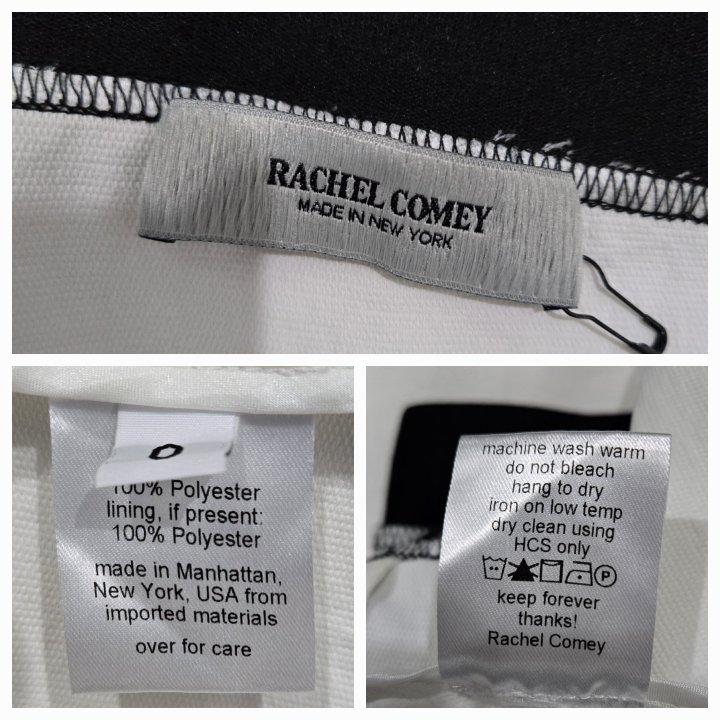 RACHEL COMEY
MADE IN NEW YORK
0
100% Polyester
lining, if present:
100% Polyester
made in Manhattan,
New York, USA from
imported materials
over for care
machine wash warm
do not bleach
hang to dry
iron on low temp
dry clean using
HCS only
P
keep forever
thanks!
Rachel Comey